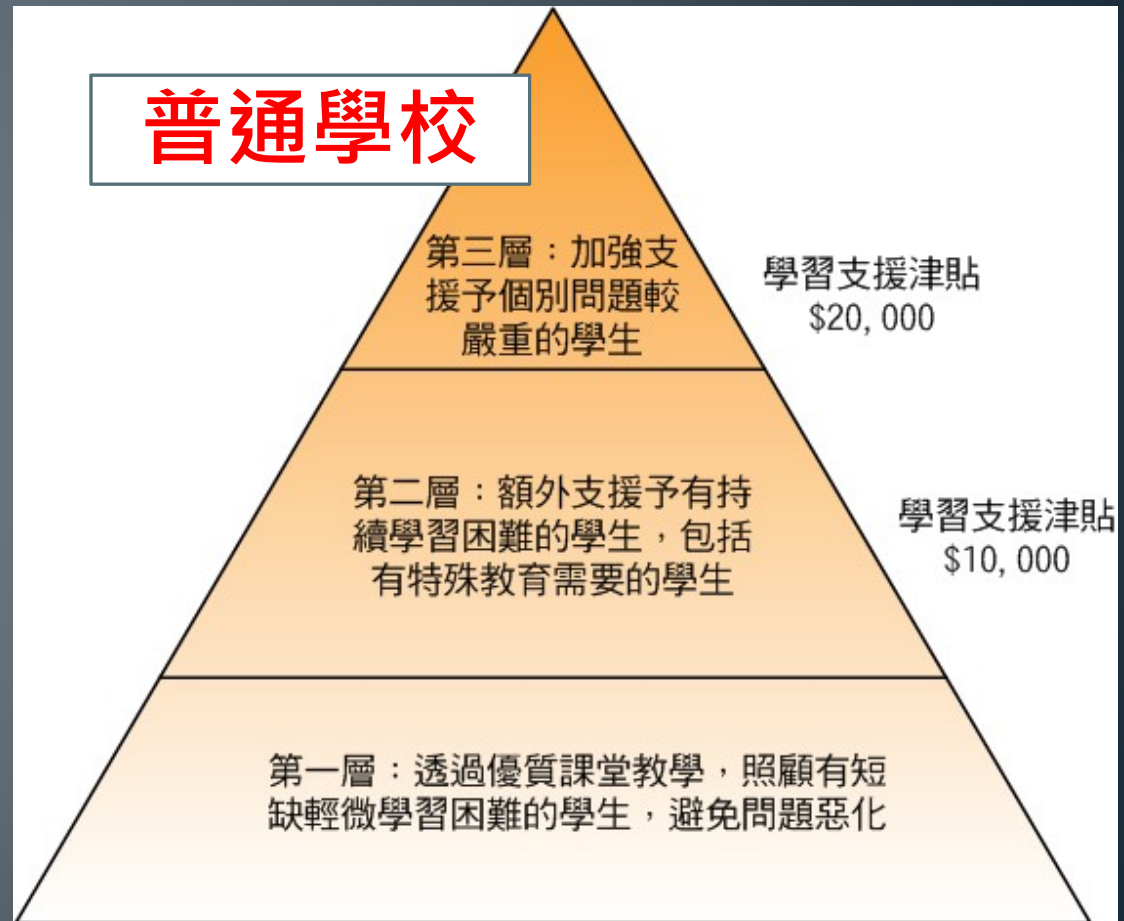 普通學校
第三層：加強支
援予個別問題較
嚴重的學生
學習支援津貼
$20, 000
第二層：額外支援予有持
續學習困難的學生，包括
有特殊教育需要的學生
學習支援津貼
$10, 000
第一層：透過優質課堂教學，照顧有短
缺輕微學習困難的學生，避免問題惡化